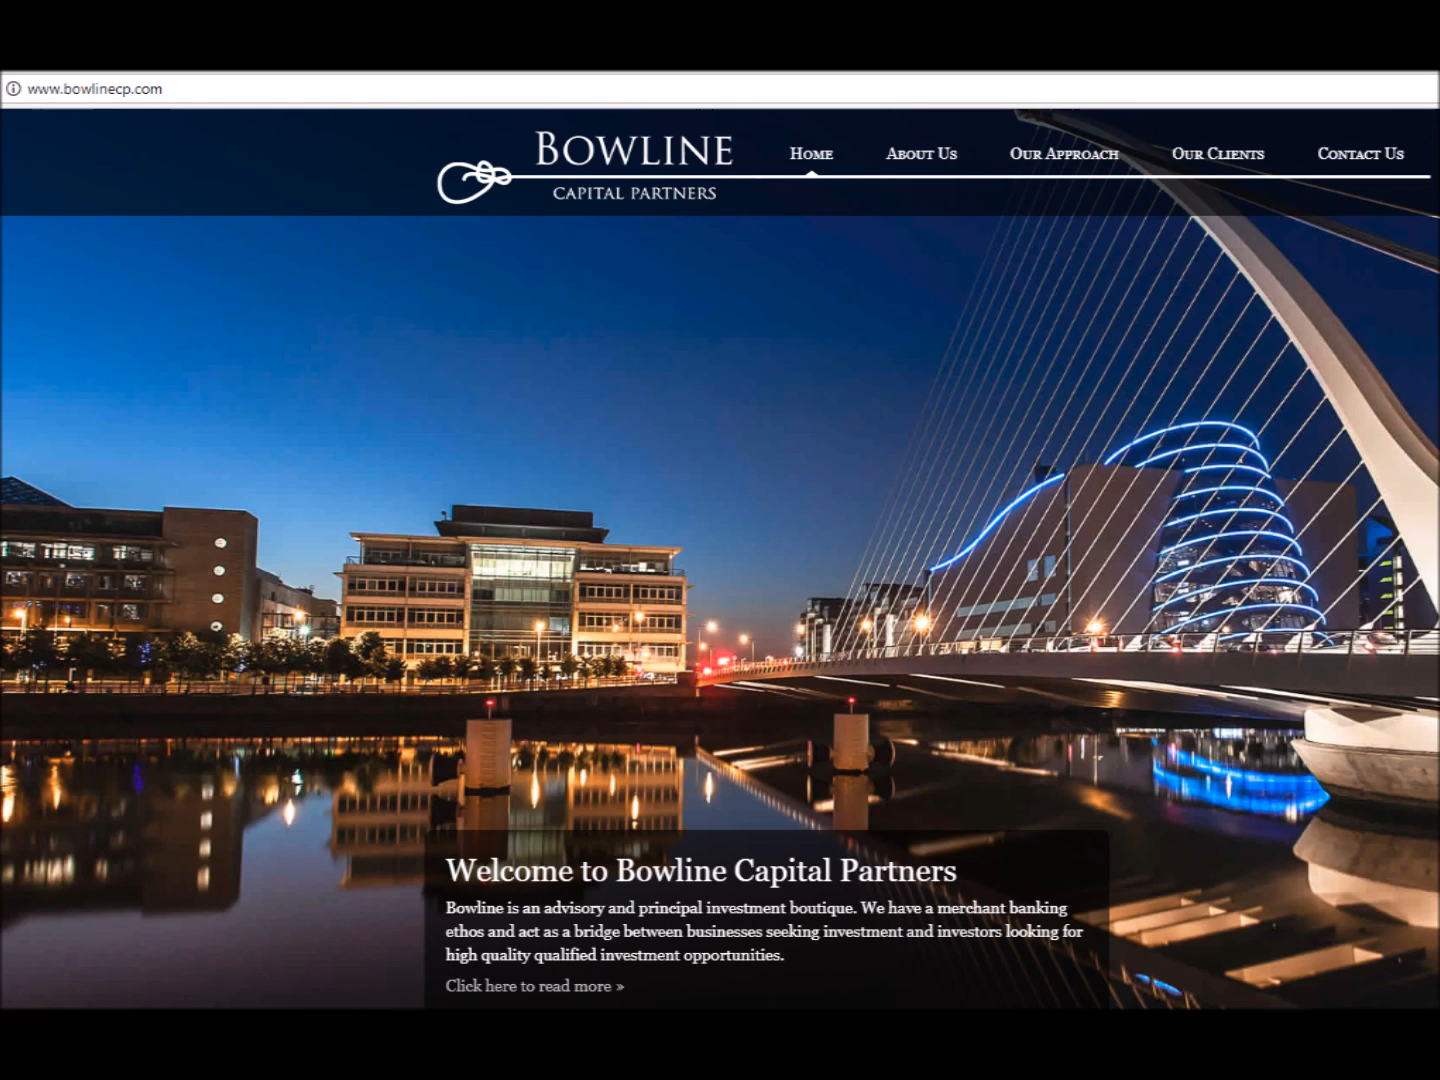 www.bowlinecp.com
BOWLINE
CAPITAL PARTNERS
Home About Us Our Approach Our Clients Contact Us
Welcome to Bowline Capital Partners
Bowline is an advisory and principal investment boutique. We have a merchant banking
ethos and act as a bridge between businesses seeking investment and investors looking for
high quality qualified investment opportunities.
Click here to read more »